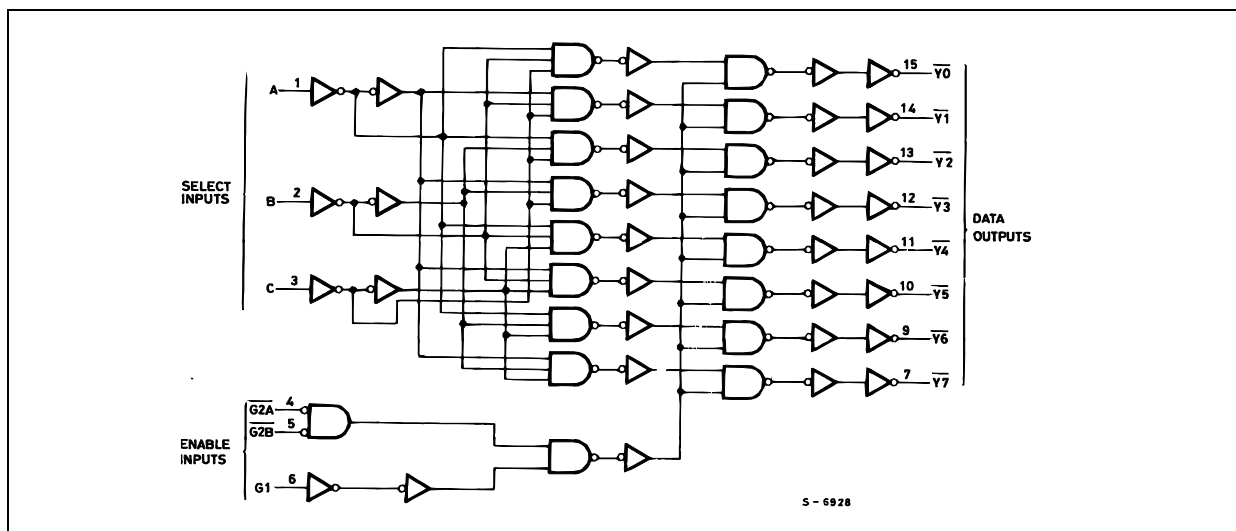 SELECT
INPUTS
A 1
B 2
C 3
15 Y0
14 Y1
13 Y2
12 Y3
11 Y4
10 Y5
9 Y6
7 Y7
DATA
OUTPUTS
ENABLE
INPUTS
G2A 4
G2B 5
G1 6
S-6928